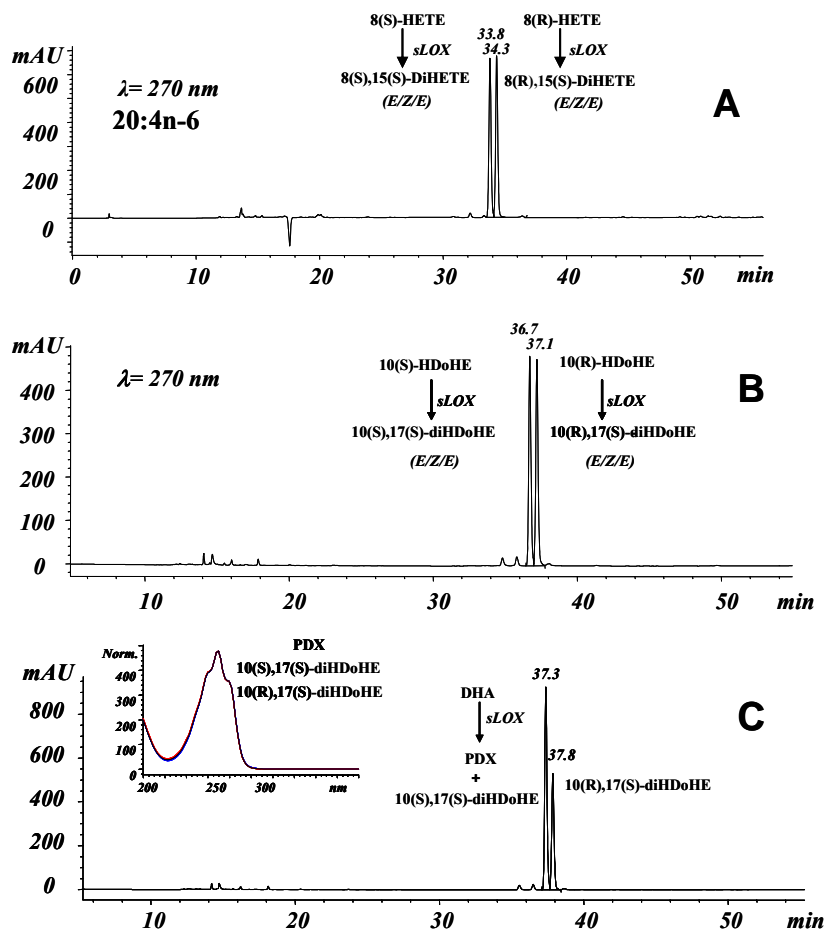 8(S)-HETE
8(R)-HETE
33.8
mAU
sLOX
34.3
sLOX
600
λ= 270 nm
8(S),15(S)-DiHETE
8(R),15(S)-DiHETE
A
(E/Z/E)
(E/Z/E)
20:4n-6
400
200
0
0 10 20 30 40 50 min
36.7
mAU
37.1
10(S)-HDoHE
10(R)-HDoHE
λ= 270 nm
B
400
sLOX
sLOX
10(S),17(S)-diHDoHE
10(R),17(S)-diHDoHE
300
(E/Z/E)
(E/Z/E)
200
100
0
10 20 30 40 50 min
PDX
Norm.
10(S),17(S)-diHDoHE
mAU
400
37.3
10(R),17(S)-diHDoHE
DHA
300
800
sLOX
C
200
PDX
37.8
600
100
+
0
10(S),17(S)-diHDoHE
10(R),17(S)-diHDoHE
200 250 300 nm
400
200
0
10 20 30 40 50 min